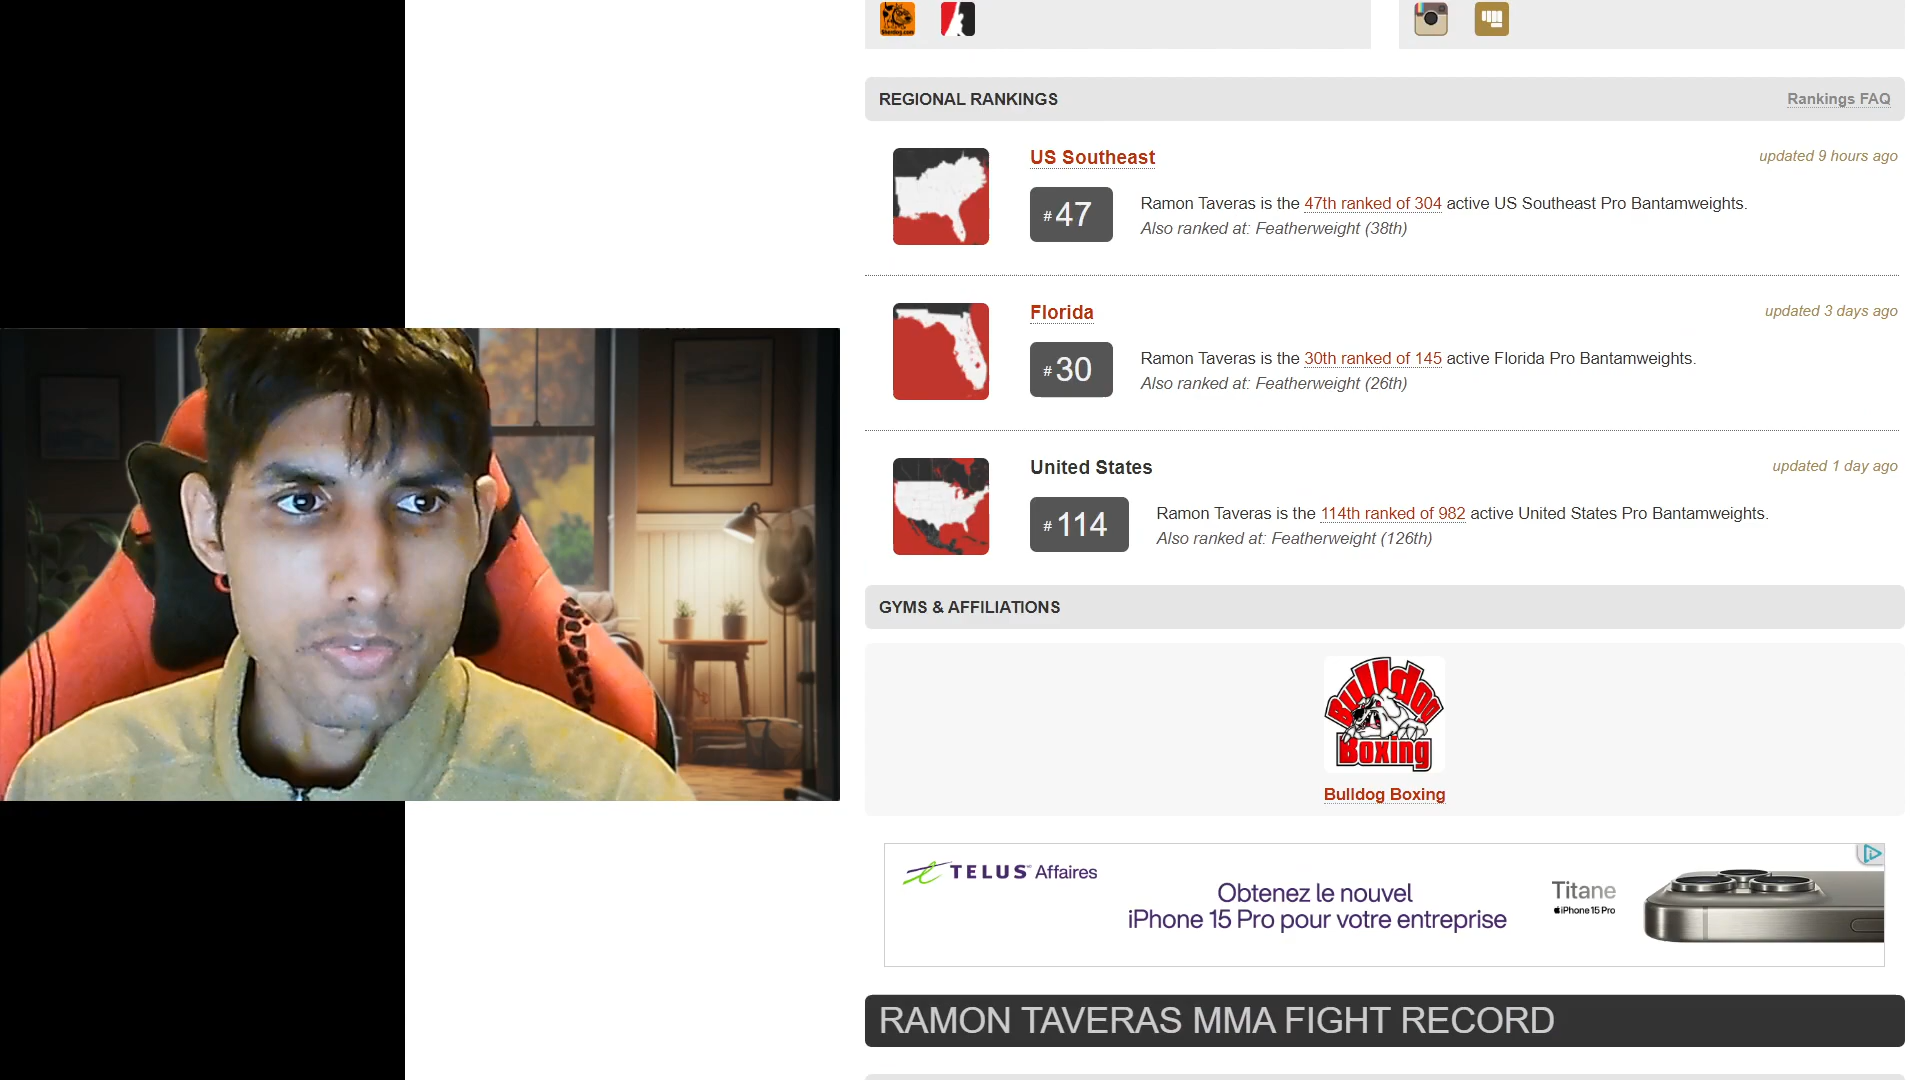 Sherdog.com
REGIONAL RANKINGS
Rankings FAQ
US Southeast
updated 9 hours ago
#47
Ramon Taveras is the 47th ranked of 304 active US Southeast Pro Bantamweights.
Also ranked at: Featherweight (38th)
Florida
updated 3 days ago
#30
Ramon Taveras is the 30th ranked of 145 active Florida Pro Bantamweights.
Also ranked at: Featherweight (26th)
United States
updated 1 day ago
#114
Ramon Taveras is the 114th ranked of 982 active United States Pro Bantamweights.
Also ranked at: Featherweight (126th)
GYMS & AFFILIATIONS
Bulldog
Boxing
Bulldog Boxing
TELUS Affaires
Obtenez le nouvel
iPhone 15 Pro pour votre entreprise
Titane
iPhone 15 Pro
RAMON TAVERAS MMA FIGHT RECORD